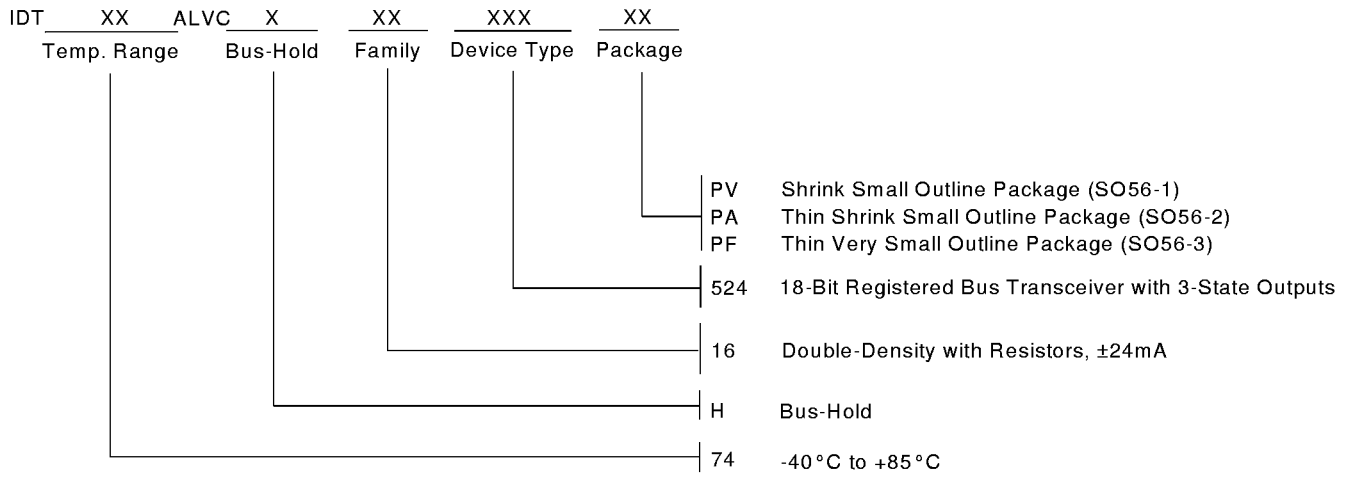 IDT XX ALVC X XX XXX XX
Temp. Range Bus-Hold Family Device Type Package
PV Shrink Small Outline Package (SO56-1)
PA Thin Shrink Small Outline Package (SO56-2)
PF Thin Very Small Outline Package (SO56-3)
524 18-Bit Registered Bus Transceiver with 3-State Outputs
16 Double-Density with Resistors, ±24mA
H Bus-Hold
74 -40°C to +85°C